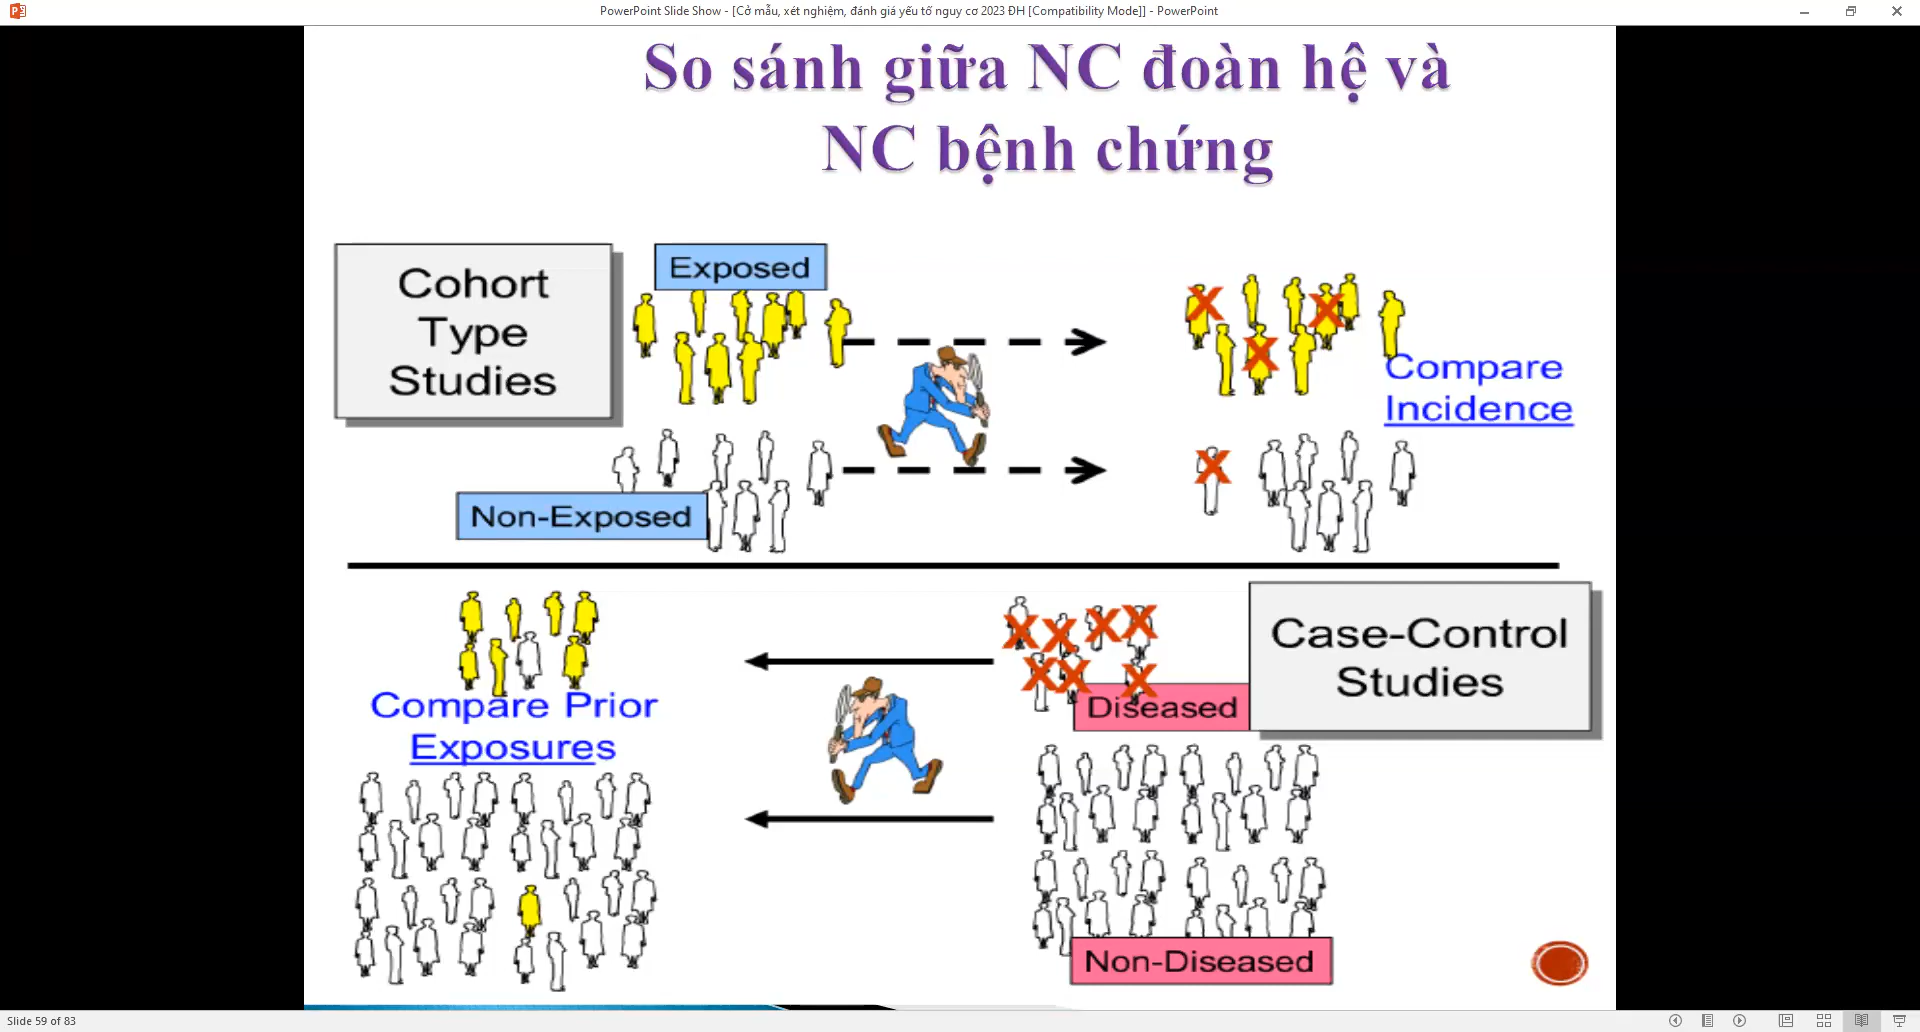 PowerPoint Slide Show - [Cở mẫu, xét nghiệm, đánh giá yếu tố nguy cơ 2023 ĐH [Compatibility Mode]] - PowerPoint
So sánh giữa NC đoàn hệ và
NC bệnh chứng
Cohort
Type
Studies
Exposed
Compare
Incidence
Non-Exposed
Case-Control
Studies
Diseased
Compare Prior
Exposures
Non-Diseased
Slide 59 of 83